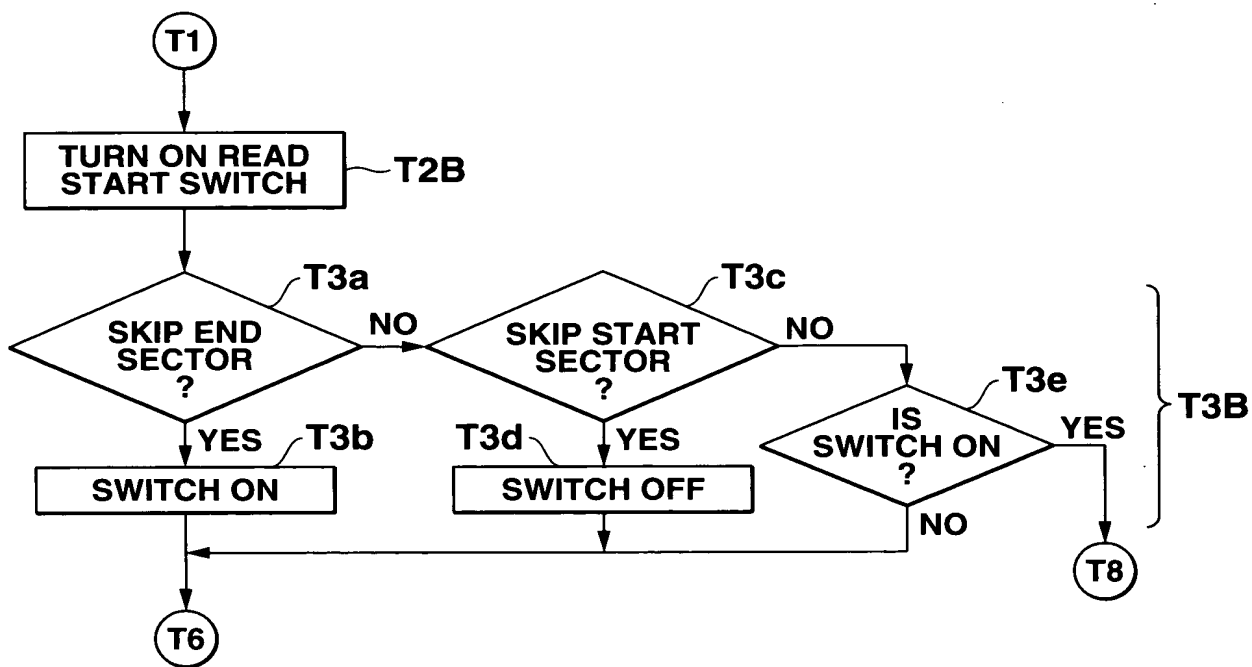 T1
TURN ON READ
START SWITCH
T2B
T3a
SKIP END
SECTOR
?
NO
YES
T3b
SWITCH ON
T3c
SKIP START
SECTOR
?
NO
YES
T3d
SWITCH OFF
T3e
IS
SWITCH ON
?
YES
NO
T3B
T8
T6